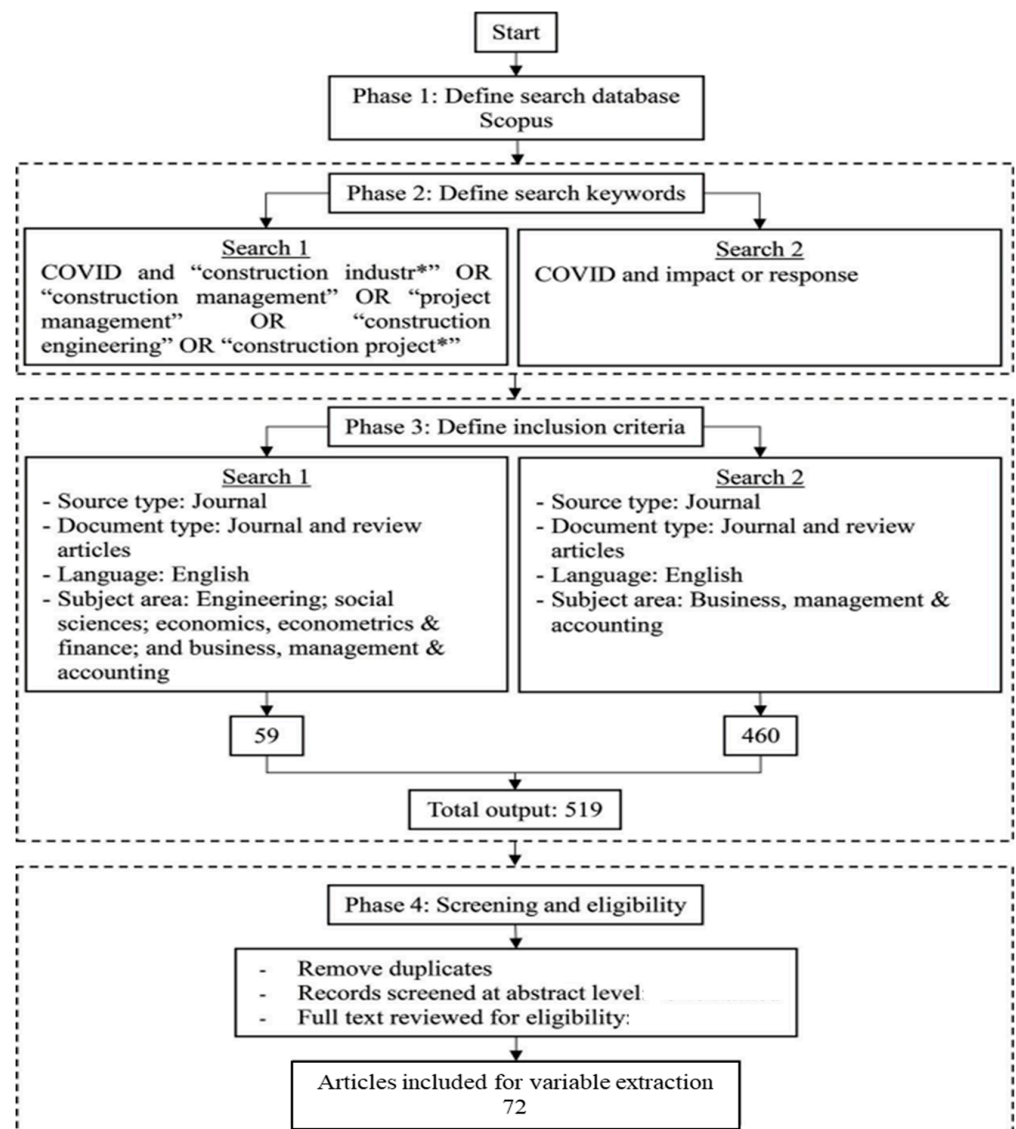 Start
Phase 1: Define search database
Scopus
Phase 2: Define search keywords
Search 1
COVID and “construction industr*” OR
“construction management” OR “project
management” OR “construction
engineering” OR “construction project*”
Search 2
COVID and impact or response
Phase 3: Define inclusion criteria
Search 1
- Source type: Journal
- Document type: Journal and review
articles
- Language: English
- Subject area: Engineering; social
sciences; economics, econometrics &
finance; and business, management &
accounting
Search 2
- Source type: Journal
- Document type: Journal and review
articles
- Language: English
- Subject area: Business, management &
accounting
59
460
Total output: 519
Phase 4: Screening and eligibility
- Remove duplicates
- Records screened at abstract level:
- Full text reviewed for eligibility:
Articles included for variable extraction
72